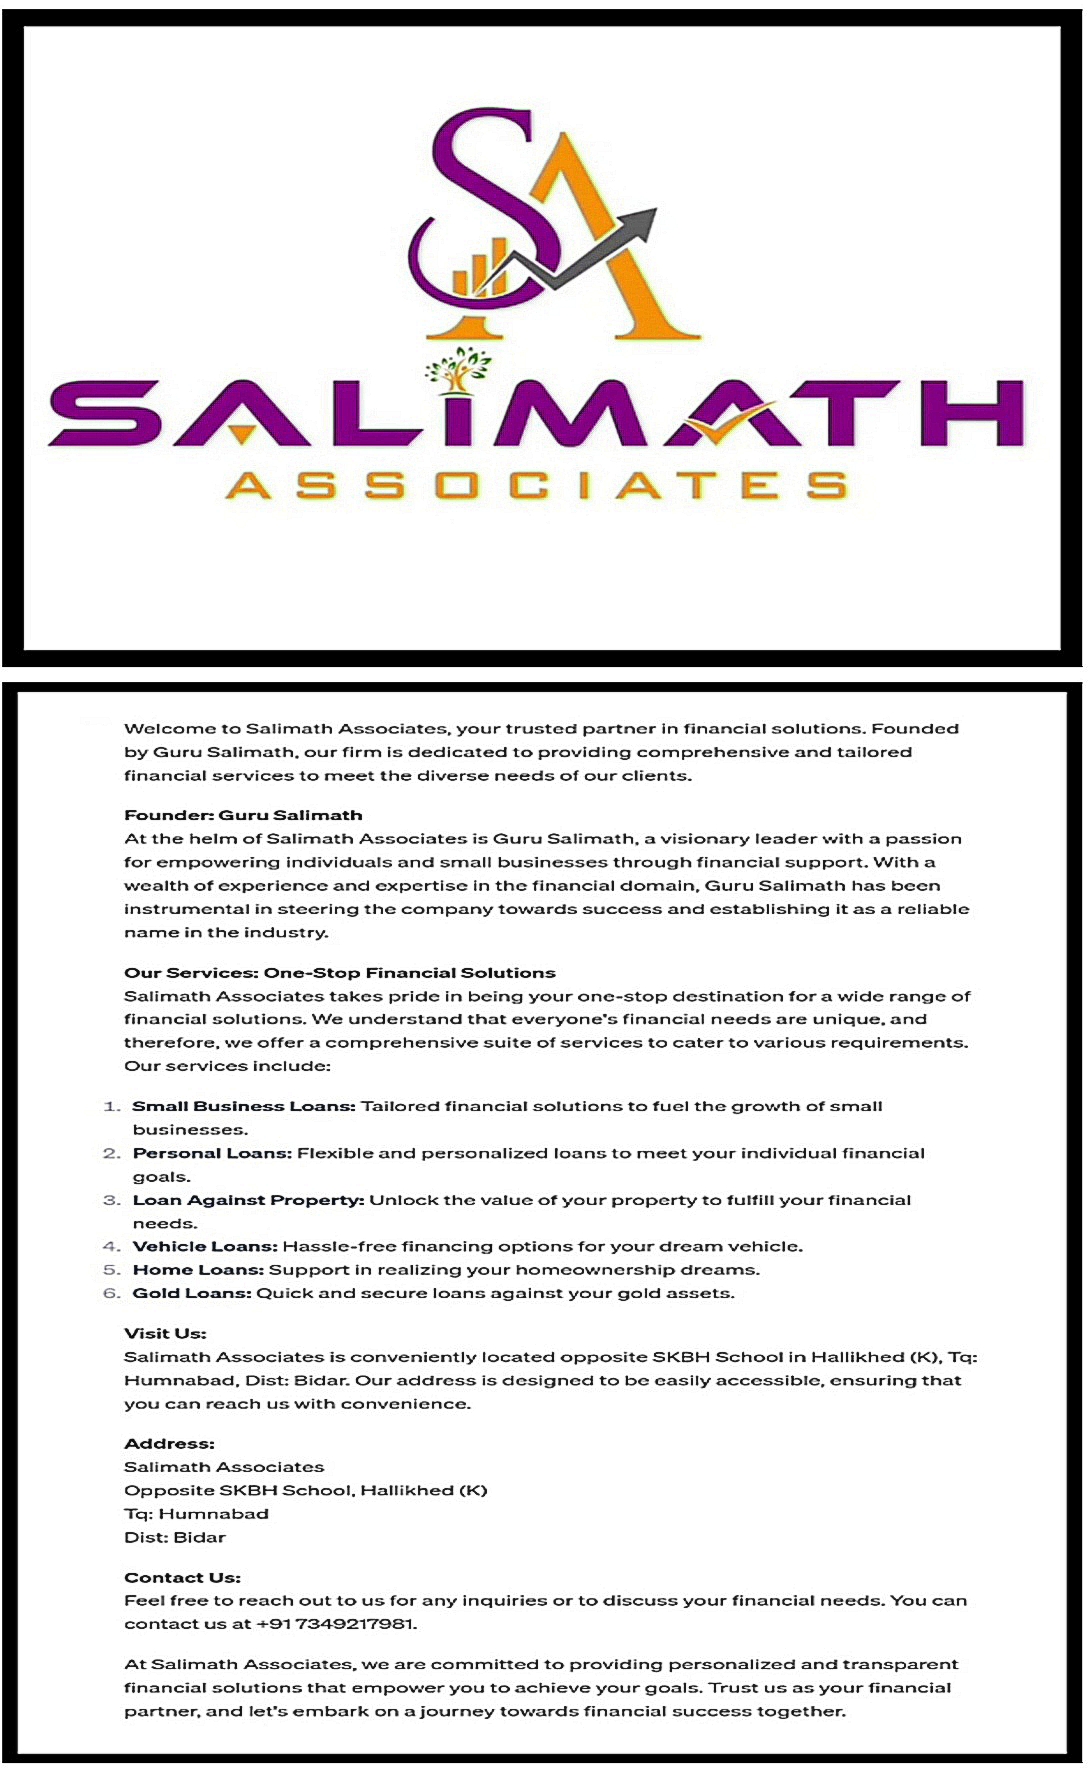 SA
SALIMATH
ASSOCIATES
Welcome to Salimath Associates, your trusted partner in financial solutions. Founded
by Guru Salimath, our firm is dedicated to providing comprehensive and tailored
financial services to meet the diverse needs of our clients.
Founder: Guru Salimath
At the helm of Salimath Associates is Guru Salimath, a visionary leader with a passion
for empowering individuals and small businesses through financial support. With a
wealth of experience and expertise in the financial domain, Guru Salimath has been
instrumental in steering the company towards success and establishing it as a reliable
name in the industry.
Our Services: One-Stop Financial Solutions
Salimath Associates takes pride in being your one-stop destination for a wide range of
financial solutions. We understand that everyone's financial needs are unique, and
therefore, we offer a comprehensive suite of services to cater to various requirements.
Our services include:
1. Small Business Loans: Tailored financial solutions to fuel the growth of small
businesses.
2. Personal Loans: Flexible and personalized loans to meet your individual financial
goals.
3. Loan Against Property: Unlock the value of your property to fulfill your financial
needs.
4. Vehicle Loans: Hassle-free financing options for your dream vehicle.
5. Home Loans: Support in realizing your homeownership dreams.
6. Gold Loans: Quick and secure loans against your gold assets.
Visit Us:
Salimath Associates is conveniently located opposite SKBH School in Hallikhed (K), Tq:
Humnabad, Dist: Bidar. Our address is designed to be easily accessible, ensuring that
you can reach us with convenience.
Address:
Salimath Associates
Opposite SKBH School, Hallikhed (K)
Tq: Humnabad
Dist: Bidar
Contact Us:
Feel free to reach out to us for any inquiries or to discuss your financial needs. You can
contact us at +91 7349217981.
At Salimath Associates, we are committed to providing personalized and transparent
financial solutions that empower you to achieve your goals. Trust us as your financial
partner, and let's embark on a journey towards financial success together.